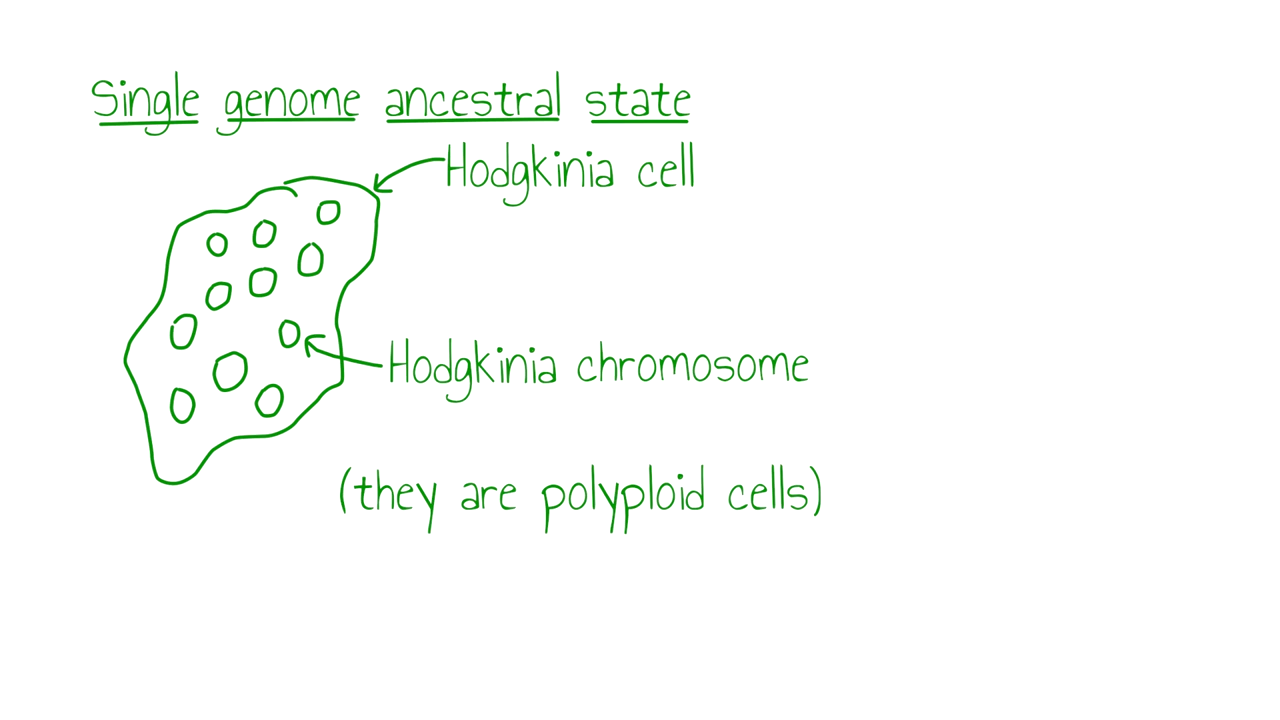 Single genome ancestral state
Hodgkinia cell
Hodgkinia chromosome
(they are polyploid cells)